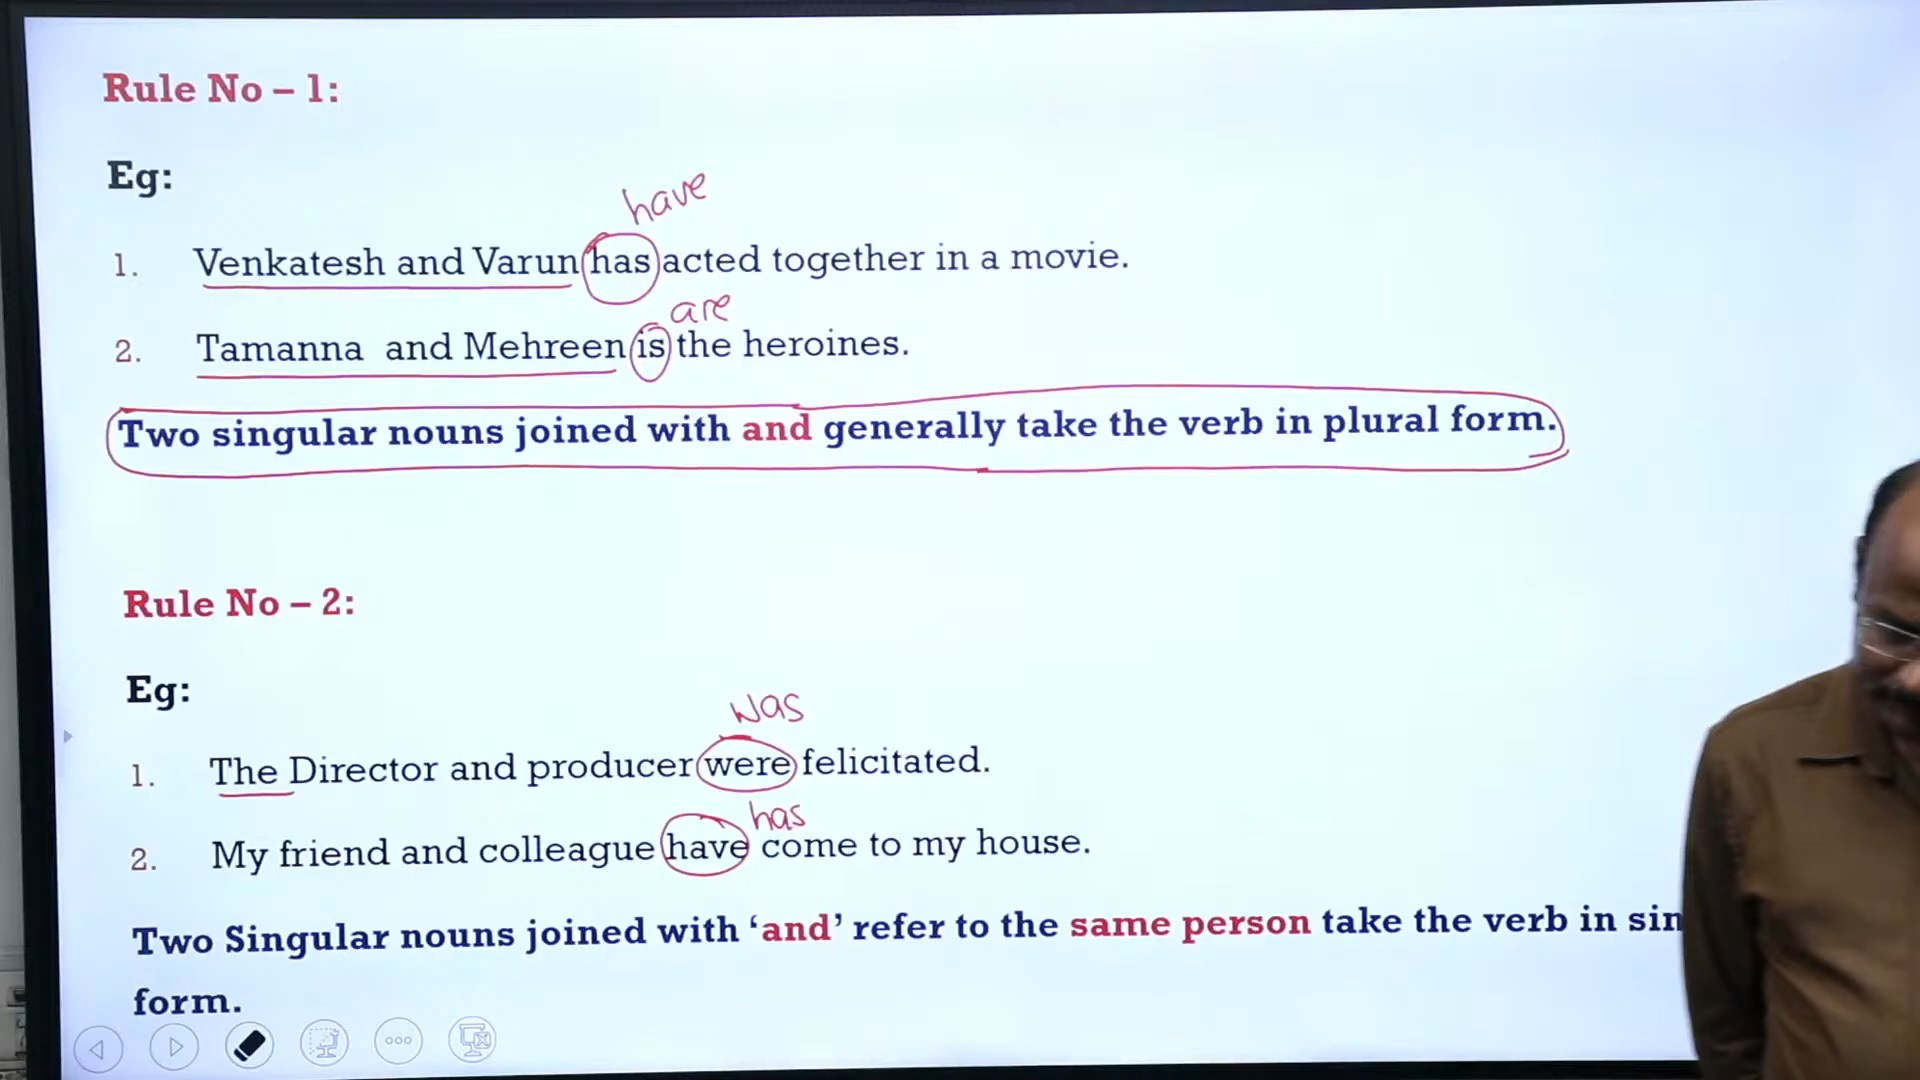 Rule No – 1:
Eg:
have
1. Venkatesh and Varun has acted together in a movie.
are
2. Tamanna and Mehreen is the heroines.
Two singular nouns joined with and generally take the verb in plural form.
Rule No – 2:
Eg:
was
1. The Director and producer were felicitated.
has
2. My friend and colleague have come to my house.
Two Singular nouns joined with ‘and’ refer to the same person take the verb in
form.